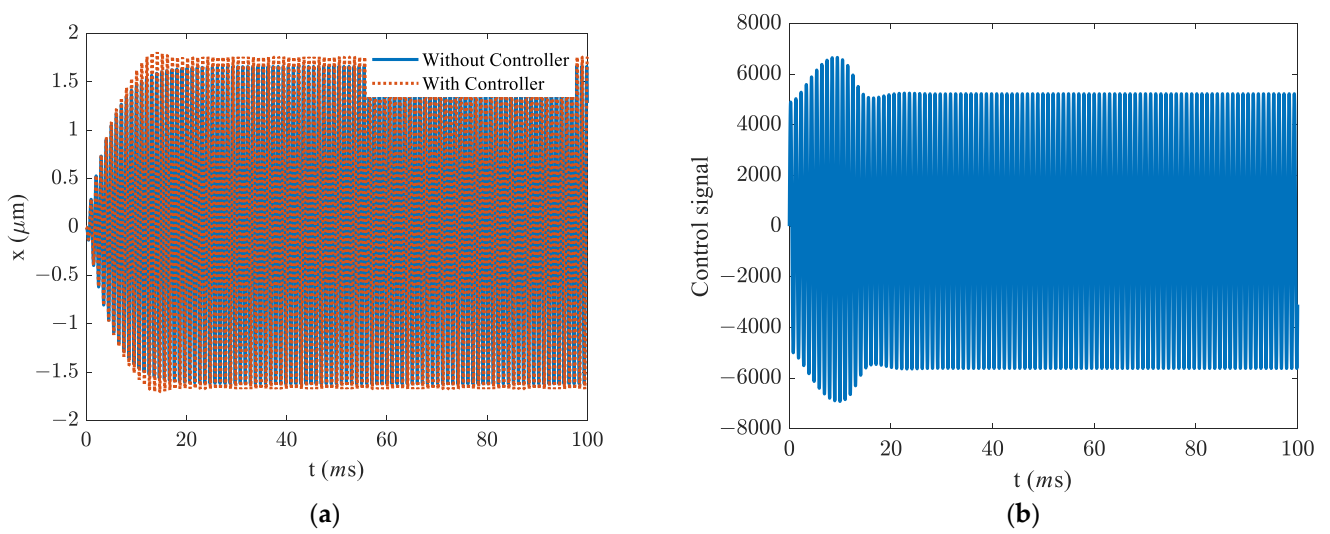 2
1.5
1
0.5
0
−0.5
−1
−1.5
−2
x (μm)
Without Controller
With Controller
0 20 40 60 80 100
t (ms)
(a)
8000
6000
4000
2000
0
−2000
−4000
−6000
−8000
Control signal
0 20 40 60 80 100
t (ms)
(b)